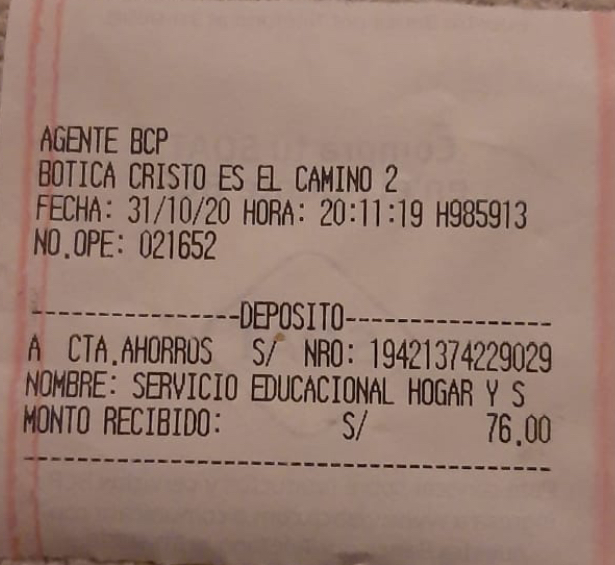 AGENTE BCP
BOTICA CRISTO ES EL CAMINO 2
FECHA: 31/10/20 HORA: 20:11:19 H985913
NO.OPE: 021652
----------------DEPOSITO----------------
A CTA.AHORROS S/ NRO: 19421374229029
NOMBRE: SERVICIO EDUCACIONAL HOGAR Y S
MONTO RECIBIDO: S/ 76.00
----------------------------------------